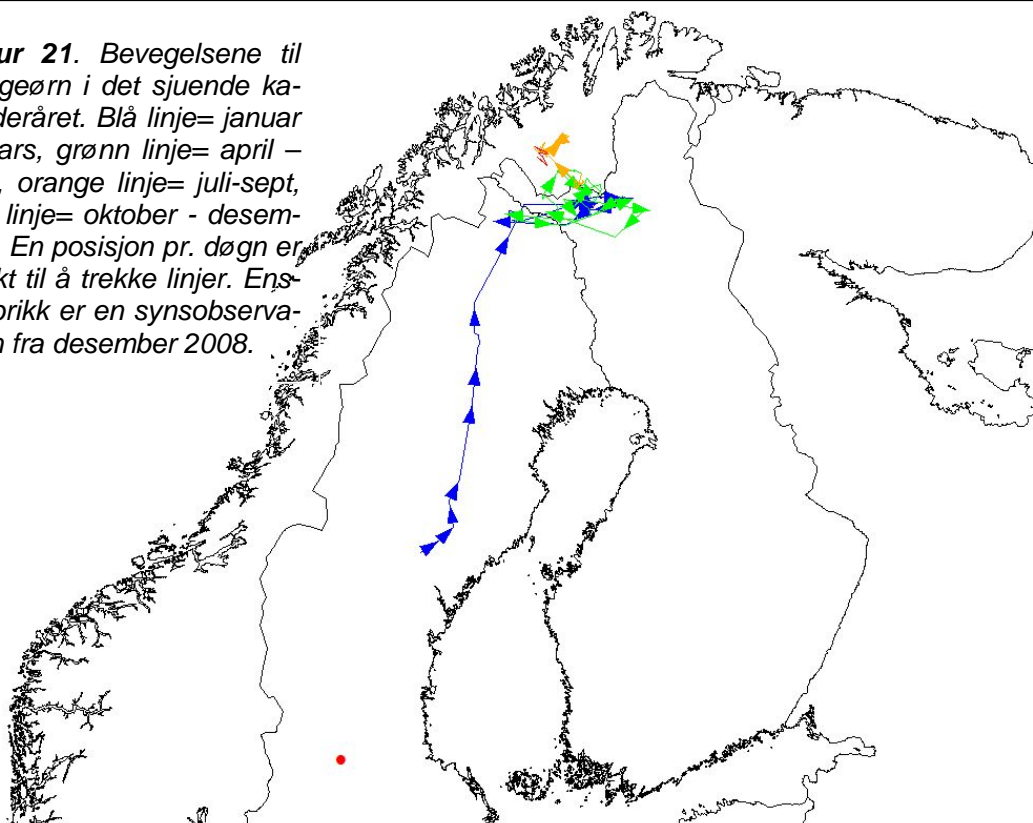 ur 21. Bevegelsene til
geørn i det sjuende ka-
deråret. Blå linje= januar
ars, grønn linje= april –
, orange linje= juli-sept,
linje= oktober - desem-
En posisjon pr. døgn er
kt til å trekke linjer. Ens-
prikk er en synsobserva-
n fra desember 2008.